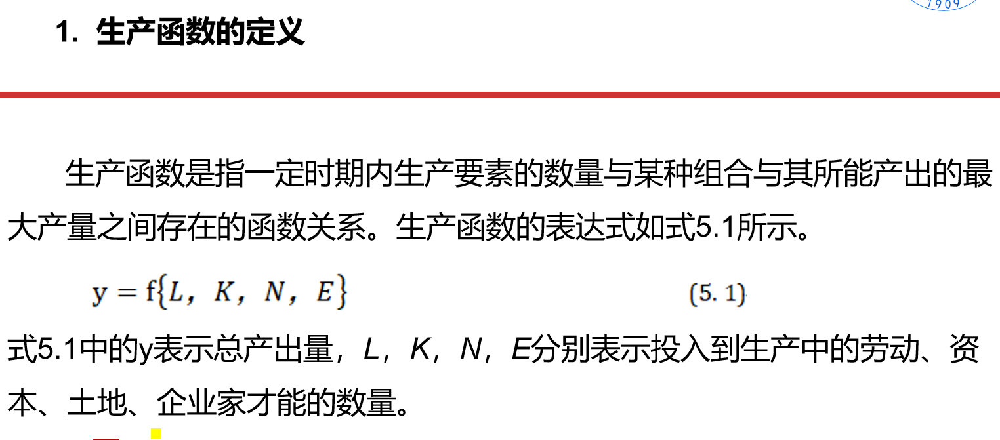 1909
1. 生产函数的定义
生产函数是指一定时期内生产要素的数量与某种组合与其所能产出的最
大产量之间存在的函数关系。生产函数的表达式如式5.1所示。
y = f{L，K，N，E} (5. 1)
式5.1中的y表示总产出量，L，K，N，E分别表示投入到生产中的劳动、资
本、土地、企业家才能的数量。